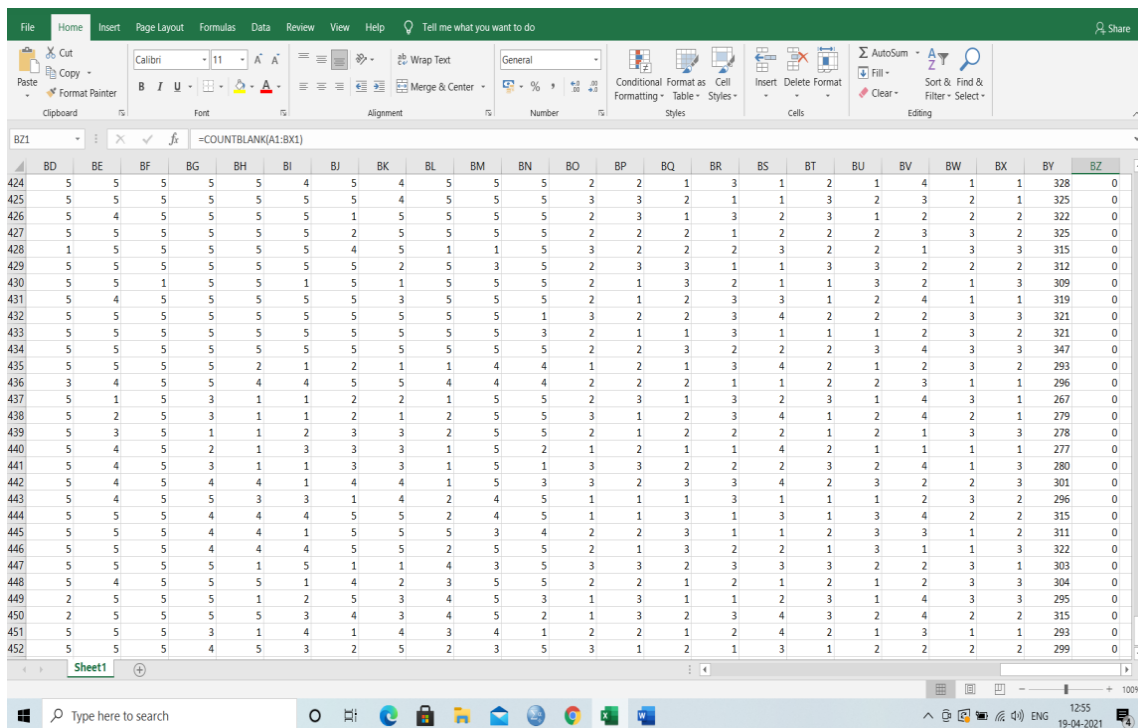 File Home Insert Page Layout Formulas Data Review View Help Tell me what you want to do Share
Cut
Copy
Format Painter
Paste
Calibri 11 A A
B I U A
ab Wrap Text
Merge & Center
General
% ,
Conditional Formatting Format as Table Cell Styles
Insert Delete Format
AutoSum
Fill
Clear
Sort & Filter Find & Select
Clipboard Font Alignment Number Styles Cells Editing
BZ1 fx =COUNTBLANK(A1:BX1)
BD BE BF BG BH BI BJ BK BL BM BN BO BP BQ BR BS BT BU BV BW BX BY BZ
424 5 5 5 5 5 4 5 4 5 5 5 2 2 1 3 1 2 1 4 1 1 328 0
425 5 5 5 5 5 5 5 4 5 5 5 3 3 2 1 1 3 2 3 2 1 325 0
426 5 4 5 5 5 5 1 5 5 5 5 2 3 1 3 2 3 1 2 2 2 322 0
427 5 5 5 5 5 5 2 5 5 5 5 2 2 2 1 2 2 2 3 3 2 325 0
428 1 5 5 5 5 5 4 5 1 1 5 3 2 2 2 3 2 2 1 3 3 315 0
429 5 5 5 5 5 5 5 2 5 3 5 2 3 3 1 1 3 3 2 2 2 312 0
430 5 5 1 5 5 1 5 1 5 5 5 2 1 3 2 1 1 3 2 1 3 309 0
431 5 4 5 5 5 5 5 3 5 5 5 2 1 2 3 3 1 2 4 1 1 319 0
432 5 5 5 5 5 5 5 5 5 5 1 3 2 2 3 4 2 2 2 3 3 321 0
433 5 5 5 5 5 5 5 5 5 5 3 2 1 1 3 1 1 1 2 3 2 321 0
434 5 5 5 5 5 5 5 5 5 5 5 2 2 3 2 2 2 3 4 3 3 347 0
435 5 5 5 5 2 1 2 1 1 4 4 1 2 1 3 4 2 1 2 3 2 293 0
436 3 4 5 5 4 4 5 5 4 4 4 2 2 2 1 1 2 2 3 1 1 296 0
437 5 1 5 3 1 1 2 2 1 5 5 2 3 1 3 2 3 1 4 3 1 267 0
438 5 2 5 3 1 1 2 1 2 5 5 3 1 2 3 4 1 2 4 2 1 279 0
439 5 3 5 1 1 2 3 3 2 5 5 2 1 2 2 2 1 2 1 3 3 278 0
440 5 4 5 2 1 3 3 3 1 5 2 1 2 1 1 4 2 1 1 1 1 277 0
441 5 4 5 3 1 1 3 3 1 5 1 3 3 2 2 2 3 2 4 1 3 280 0
442 5 4 5 4 4 1 4 4 1 5 3 3 2 3 3 4 2 3 2 2 3 301 0
443 5 4 5 5 3 3 1 4 2 4 5 1 1 1 3 1 1 1 2 3 2 296 0
444 5 5 5 4 4 4 5 5 2 4 5 1 1 3 1 3 1 3 4 2 2 315 0
445 5 5 5 4 4 1 5 5 5 3 4 2 2 3 1 1 2 3 3 1 2 311 0
446 5 5 5 4 4 4 5 5 2 5 5 2 1 3 2 2 1 3 1 1 3 322 0
447 5 5 5 5 1 5 1 1 4 3 5 3 3 2 3 3 3 2 2 3 1 303 0
448 5 4 5 5 5 1 4 2 3 5 5 2 2 1 2 1 2 1 2 3 3 304 0
449 2 5 5 5 1 2 5 3 4 5 3 1 3 1 1 2 3 1 4 3 3 295 0
450 2 5 5 5 5 3 4 3 4 5 2 1 3 2 3 4 3 2 4 2 2 315 0
451 5 5 5 3 1 4 1 4 3 4 1 2 2 1 2 4 2 1 3 1 1 293 0
452 5 5 5 4 5 3 2 5 2 3 5 3 1 2 1 3 1 2 2 2 2 299 0
Sheet1
100%
Type here to search
ENG 12:55
19-04-2021
4